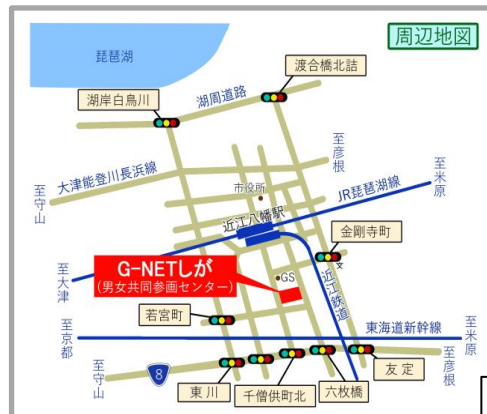 周辺地図
琵琶湖
渡合橋北詰
湖岸白鳥川
湖周道路
至彦根
大津能登川長浜線
至守山
市役所
至米原
JR琵琶湖線
近江八幡駅
金剛寺町
至大津
G-NETしが
(男女共同参画センター)
GS
近江鉄道
若宮町
東海道新幹線
至京都
至米原
至守山
8
東川
千僧供町北
六枚橋
友定
至彦根